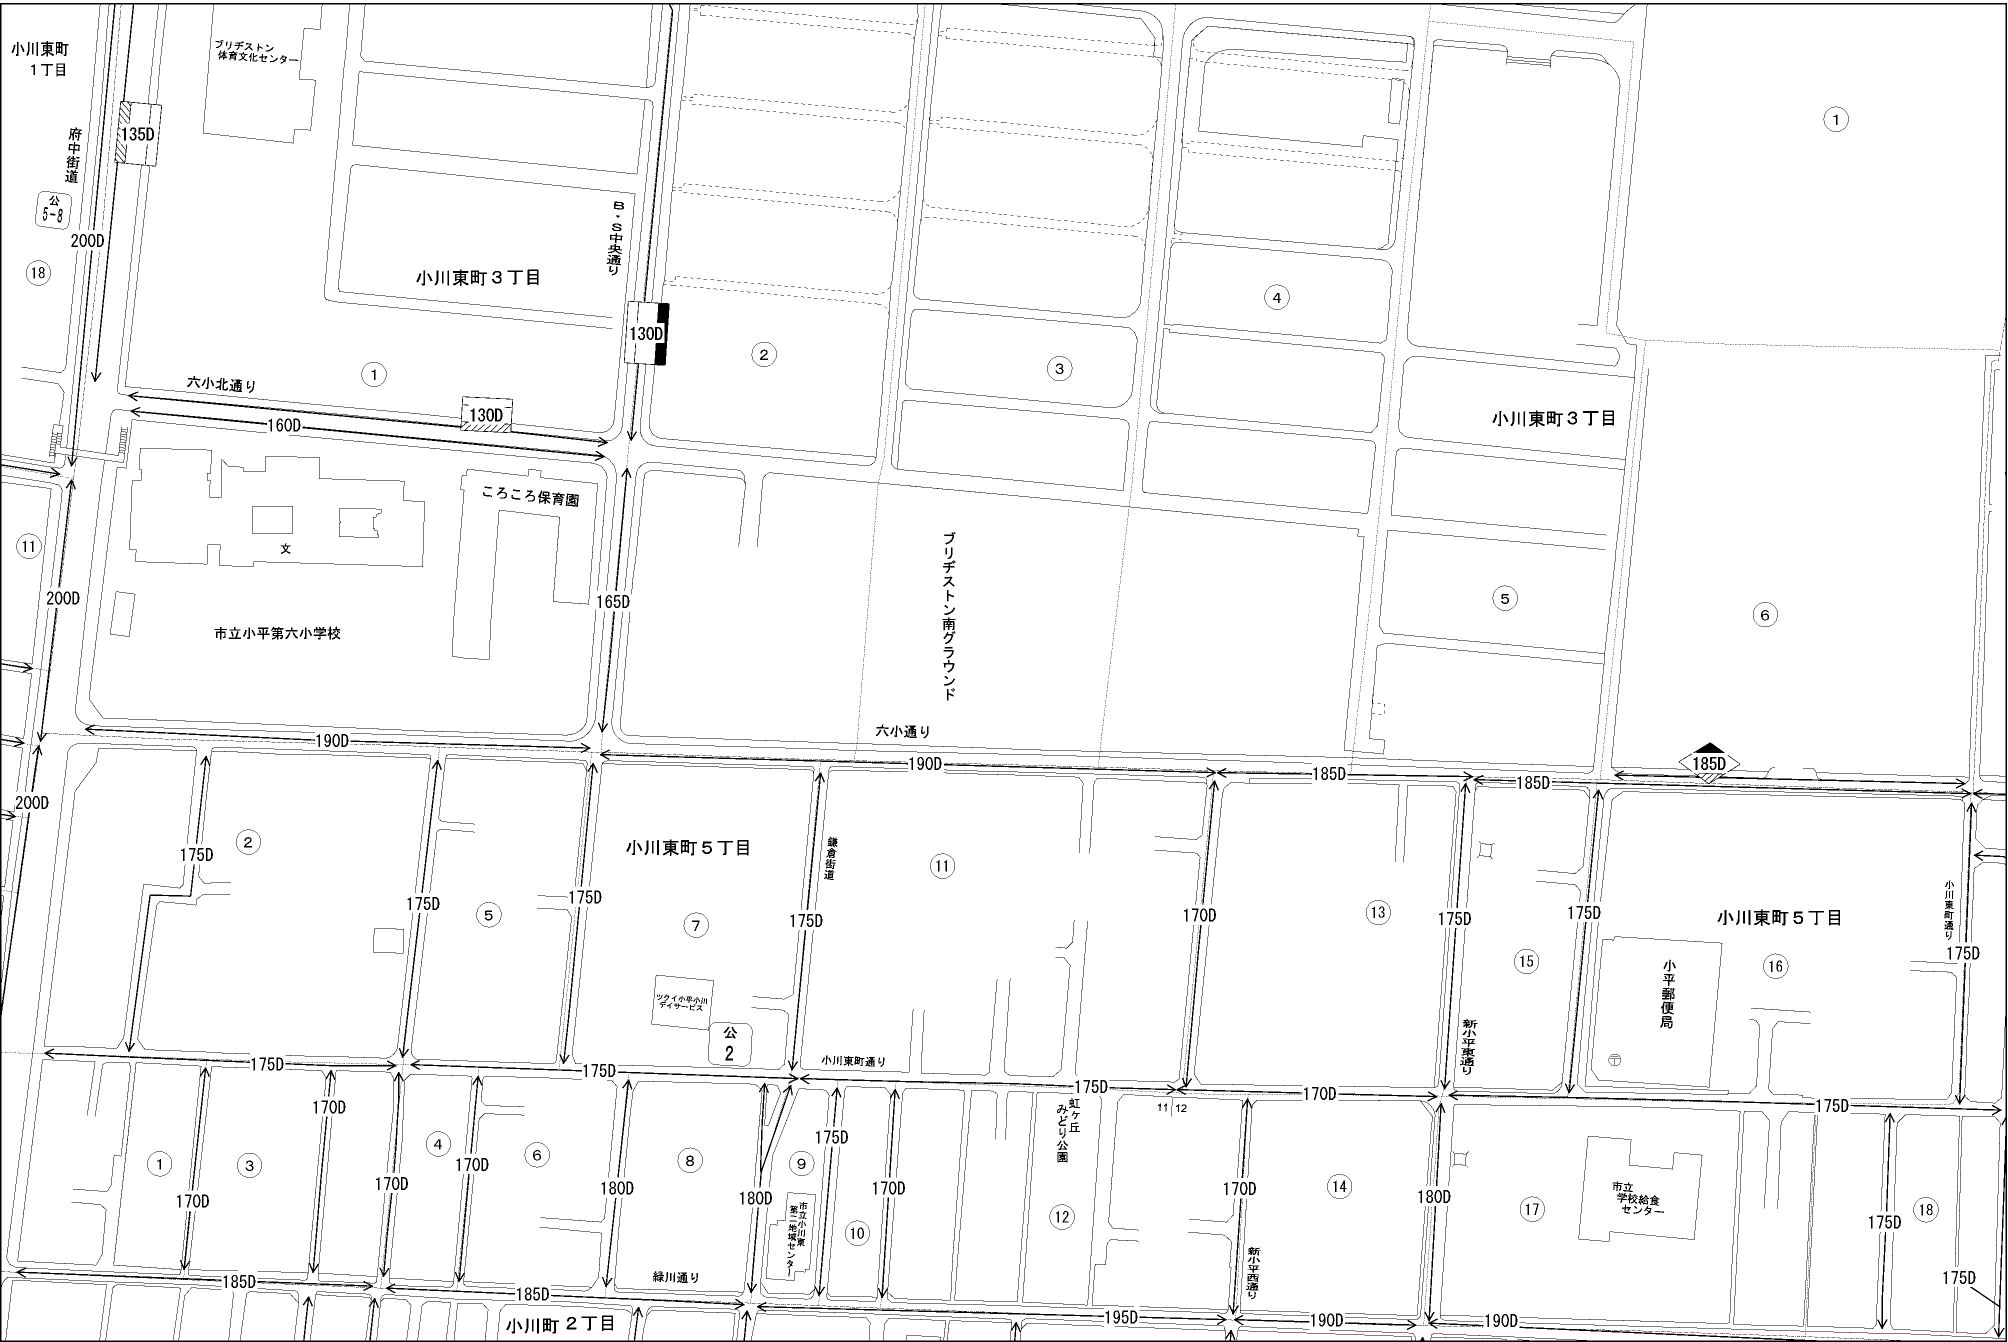 小川東町
1丁目
ブリヂストン
体育文化センター
府中街道
135D
公
5-8
200D
18
B・S中央通り
小川東町3丁目
130D
1
2
3
4
1
六小北通り
130D
160D
小川東町3丁目
ころころ保育園
文
11
200D
165D
市立小平第六小学校
ブリヂストン南グラウンド
5
6
六小通り
190D
190D
185D
185D
185D
200D
175D
2
175D
5
175D
小川東町5丁目
7
鎌倉街道
175D
11
170D
13
175D
15
175D
小川東町5丁目
16
小川東町通り
175D
小平郵便局
ツクイ小平小川
デイサービス
公
2
小川東町通り
新小平東通り
175D
175D
175D
170D
175D
11
12
虹ヶ丘
みどり公園
1
170D
3
170D
170D
4
170D
6
180D
8
180D
9
市立小川東
第二地域センター
175D
10
170D
12
170D
14
新小平西通り
180D
17
市立
学校給食
センター
175D
18
175D
緑川通り
185D
185D
195D
190D
190D
小川町2丁目